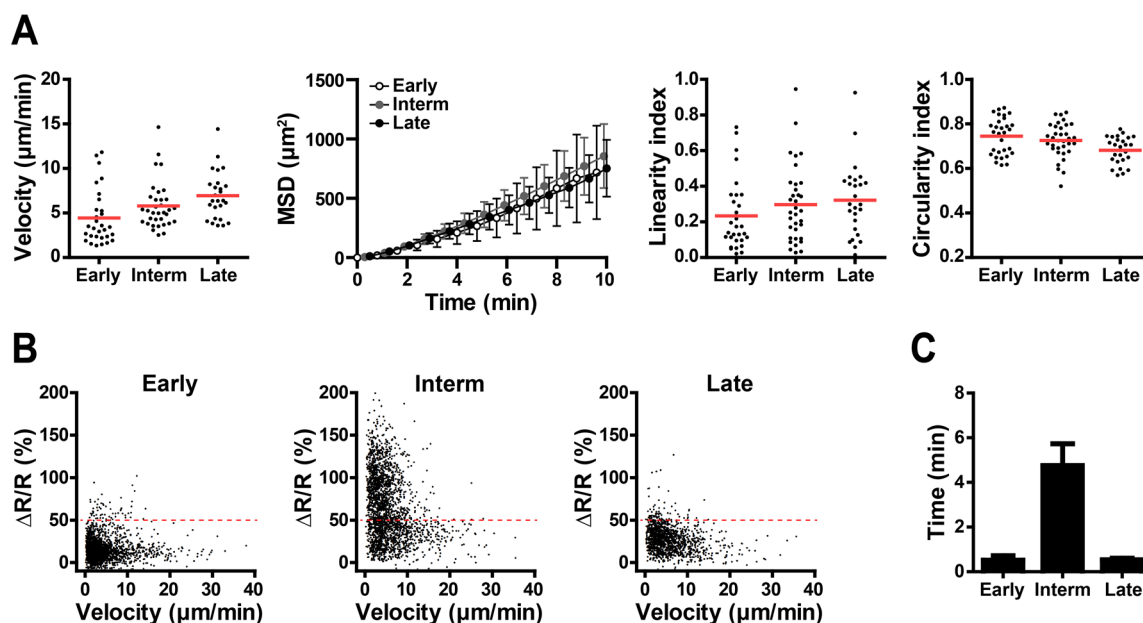 A
Velocity (µm/min)
20
15
10
5
0
Early Interm Late
MSD (µm²)
1500
1000
500
0
Early
Interm
Late
0 2 4 6 8 10
Time (min)
Linearity index
1.0
0.8
0.6
0.4
0.2
0.0
Early Interm Late
Circularity index
1.0
0.8
0.6
0.4
0.2
Early Interm Late
B
Early
ΔR/R (%)
200
150
100
50
0
0 10 20 30 40
Velocity (µm/min)
Interm
ΔR/R (%)
200
150
100
50
0
0 10 20 30 40
Velocity (µm/min)
Late
ΔR/R (%)
200
150
100
50
0
0 10 20 30 40
Velocity (µm/min)
C
Time (min)
8
6
4
2
0
Early Interm Late